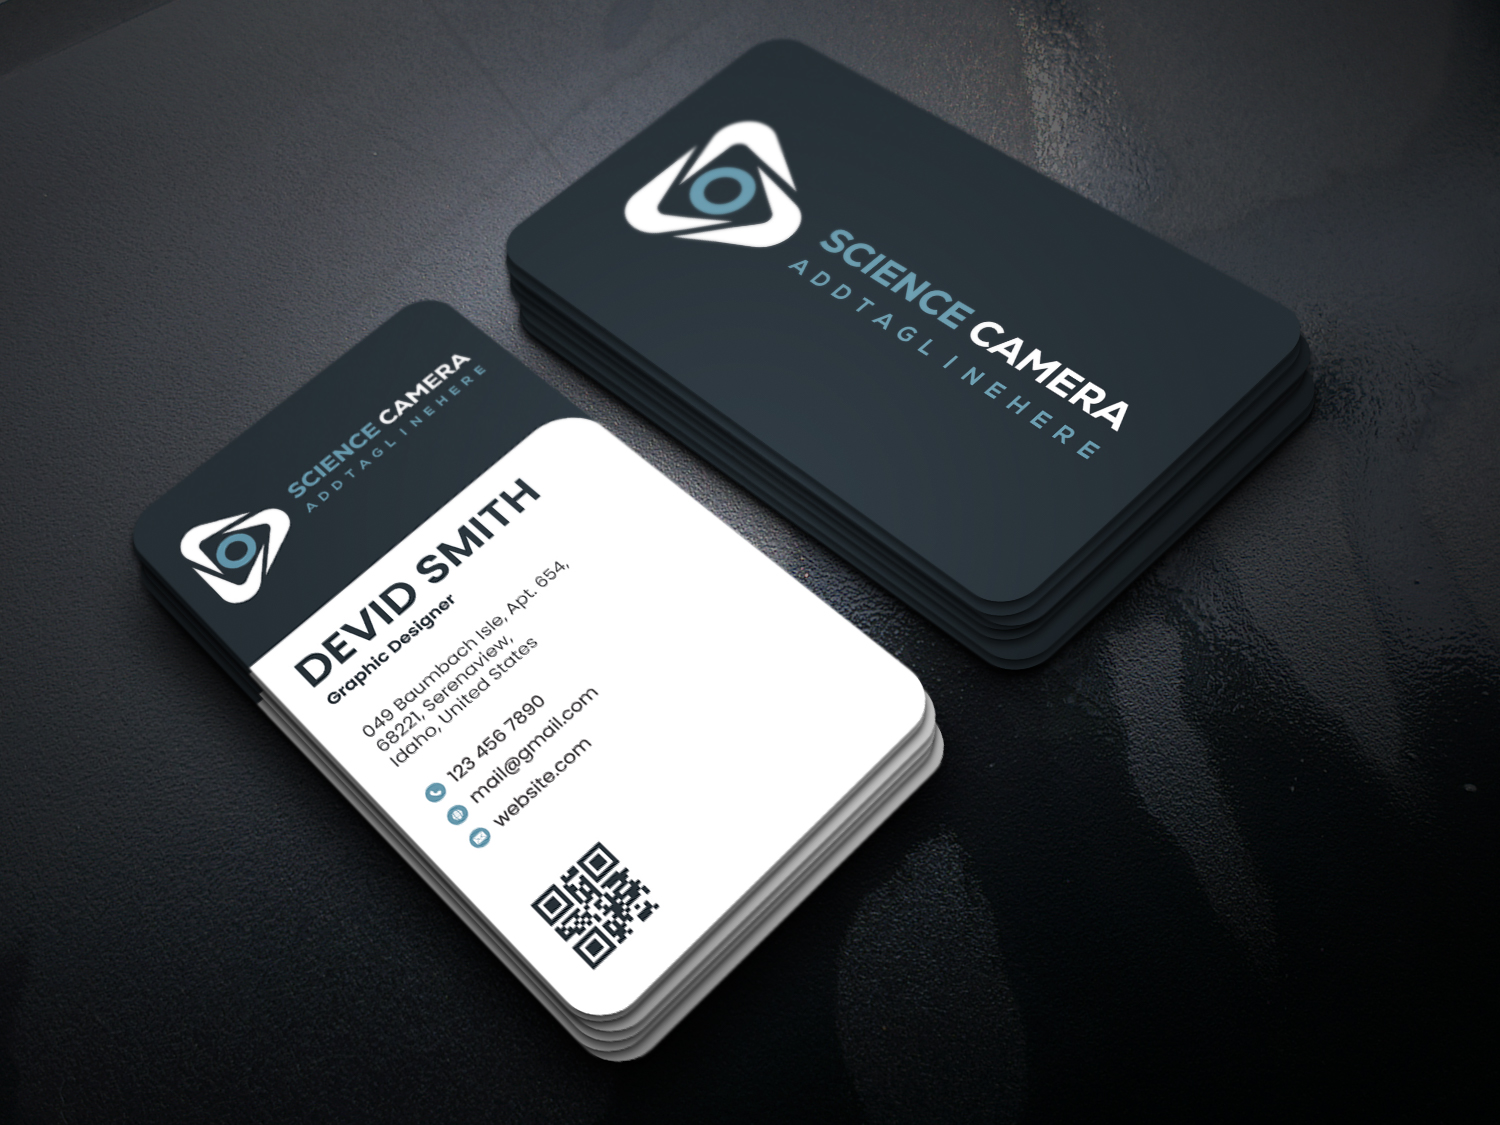 SCIENCE CAMERA
ADDTAGLINEHERE
SCIENCE CAMERA
ADDTAGLINEHERE
DEVID SMITH
Graphic Designer
049 Baumbach Isle, Apt. 654,
68221, Serenaview,
Idaho, United States
123 456 7890
mail@gmail.com
website.com